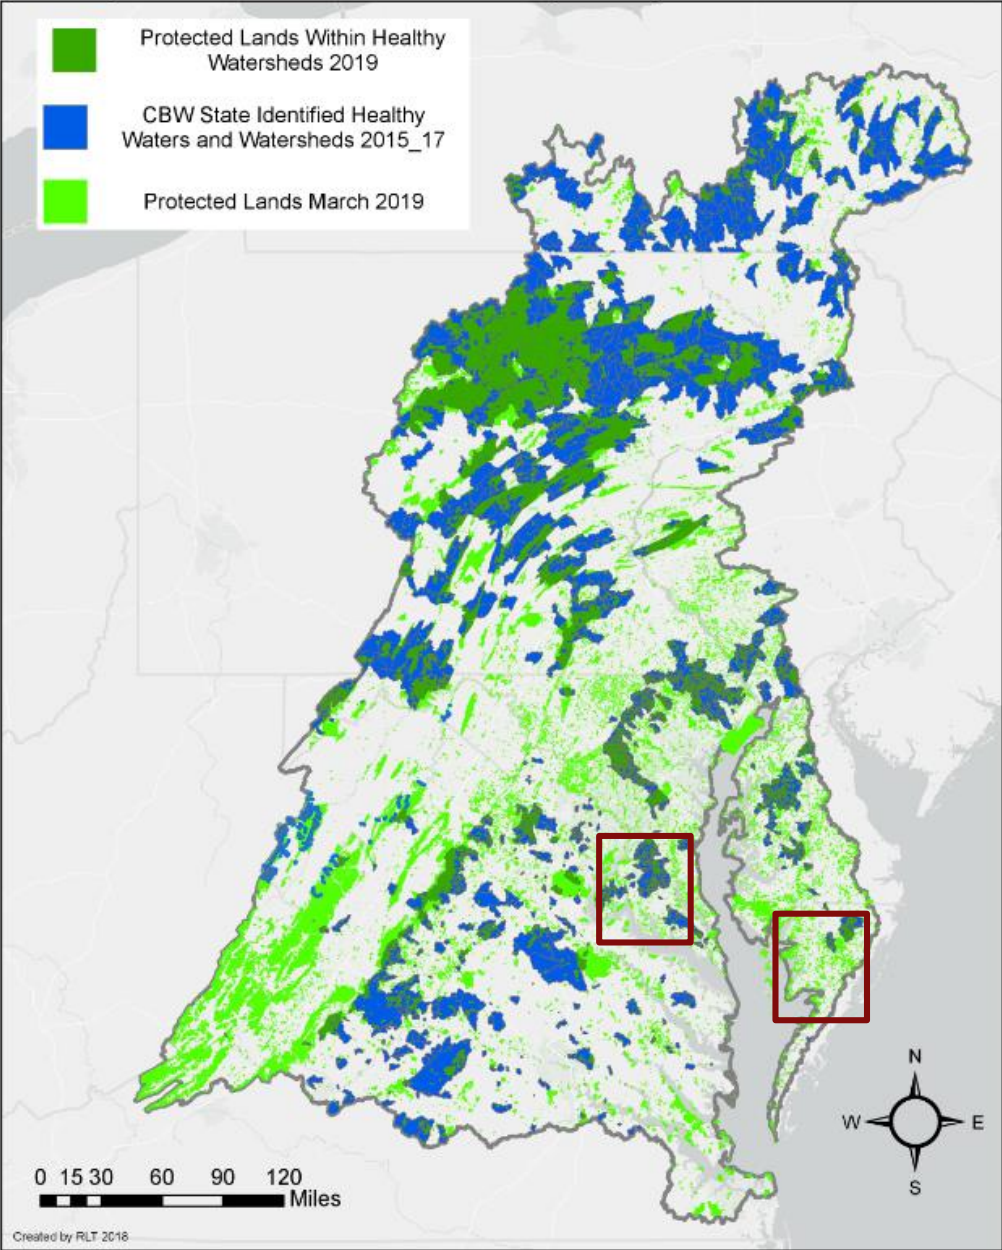 Protected Lands Within Healthy
Watersheds 2019
CBW State Identified Healthy
Waters and Watersheds 2015_17
Protected Lands March 2019
N
W E
S
0 15 30 60 90 120
Miles
Created by RLT 2018